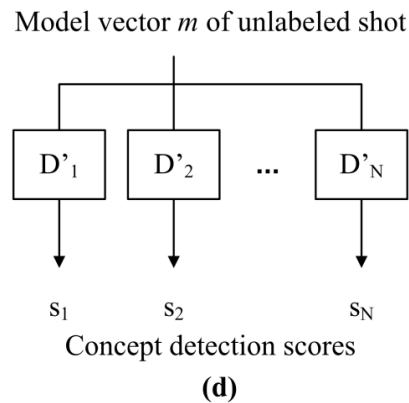 Model vector m of unlabeled shot
D’₁ D’₂ ... D’N
s₁ s₂ sN
Concept detection scores
(d)